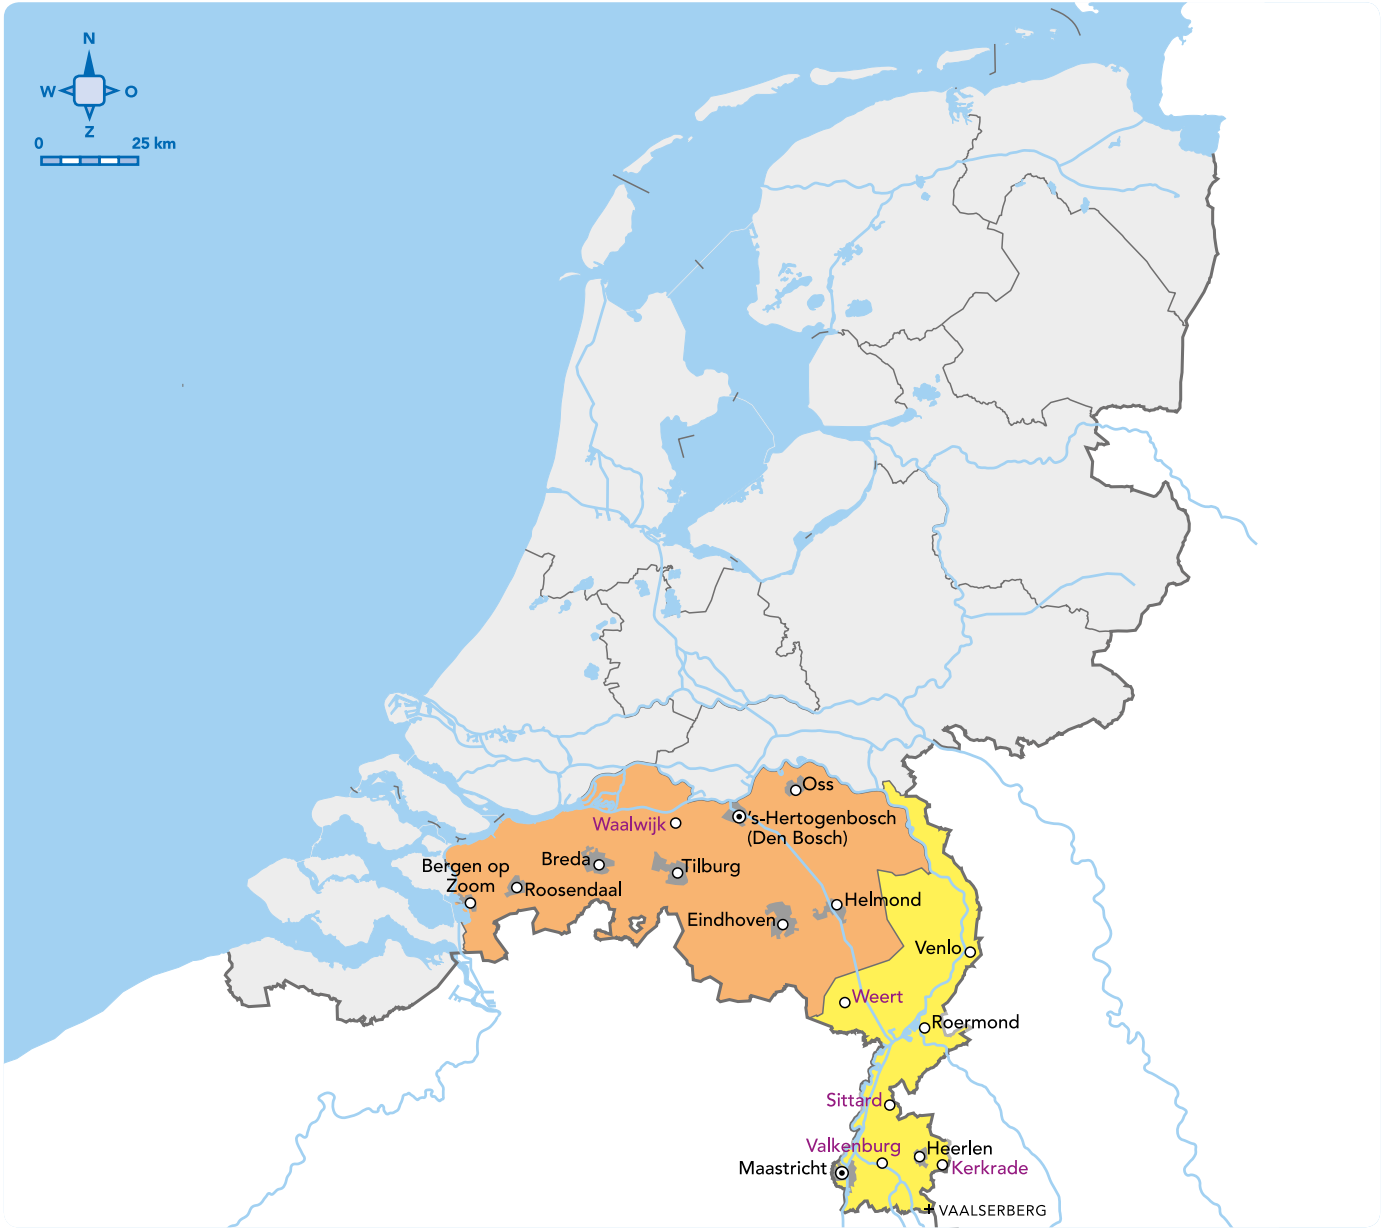 N
W
O
Z
0
25 km
Oss
's-Hertogenbosch
(Den Bosch)
Waalwijk
Breda
Tilburg
Bergen op
Zoom
Roosendaal
Helmond
Eindhoven
Venlo
Weert
Roermond
Sittard
Valkenburg
Heerlen
Maastricht
Kerkrade
VAALSERBERG